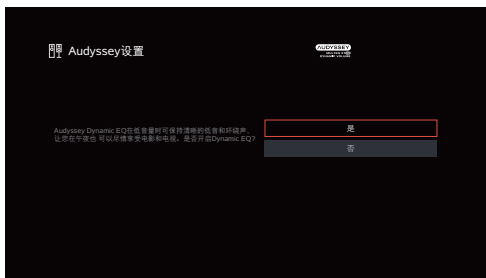 Audyssey设置
AUDYSSEY
DYNAMIC VOLUME
Audyssey Dynamic EQ在低音量时可保持清晰的低音和环绕声,
让您在午夜也 可以尽情享受电影和电视。是否开启Dynamic EQ?
是
否